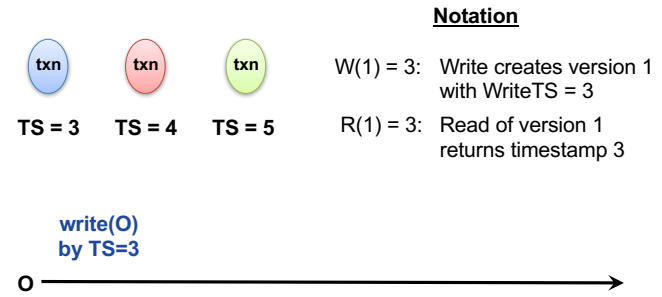 Notation
txn txn txn
W(1) = 3: Write creates version 1
with WriteTS = 3
TS = 3 TS = 4 TS = 5
R(1) = 3: Read of version 1
returns timestamp 3
write(O)
by TS=3
O